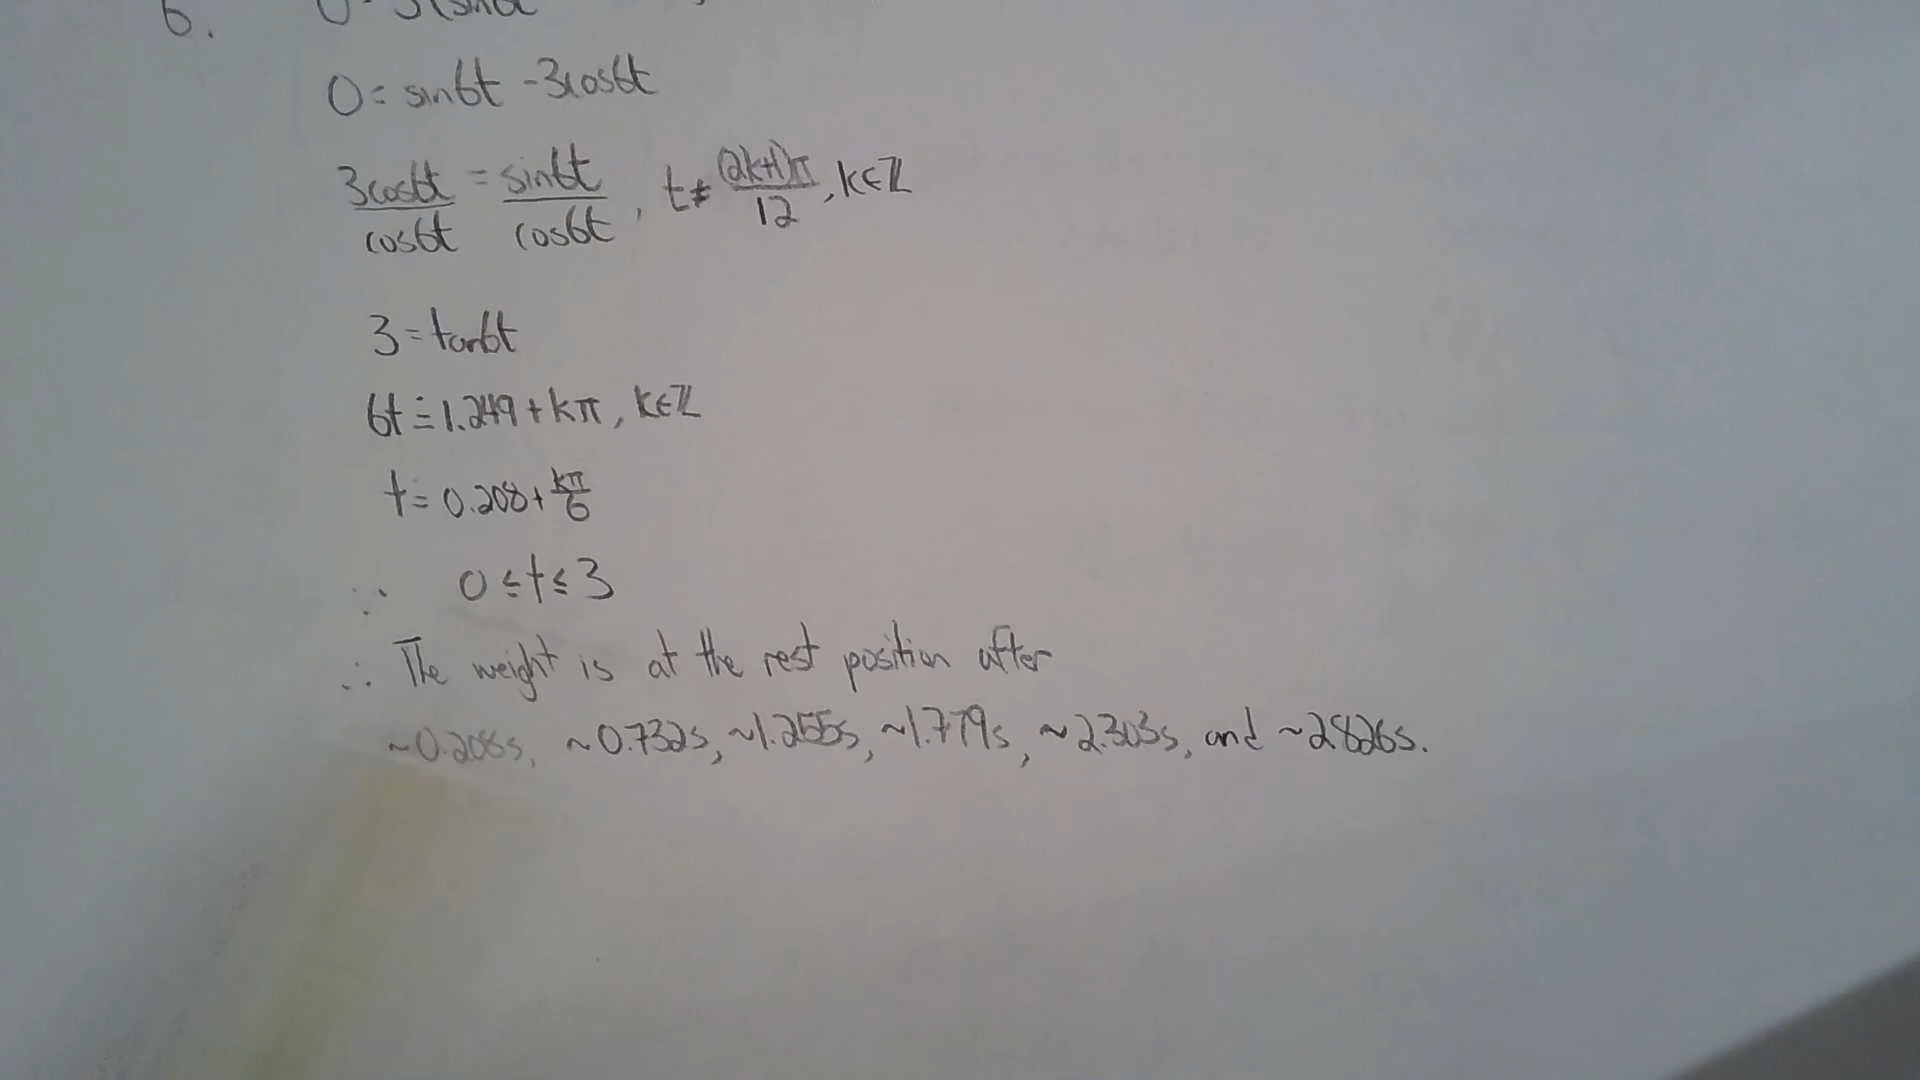 6.
0 = sin6t - 3cos6t
3cos6t/cos6t = sin6t/cos6t, t ≠ (2k+1)π/12, k∈ℤ
3 = tan6t
6t ≐ 1.249 + kπ, k∈ℤ
t = 0.208 + kπ/6
∵ 0 ≤ t ≤ 3
∴ The weight is at the rest position after
~0.208s, ~0.732s, ~1.255s, ~1.779s, ~2.303s, and ~2.826s.